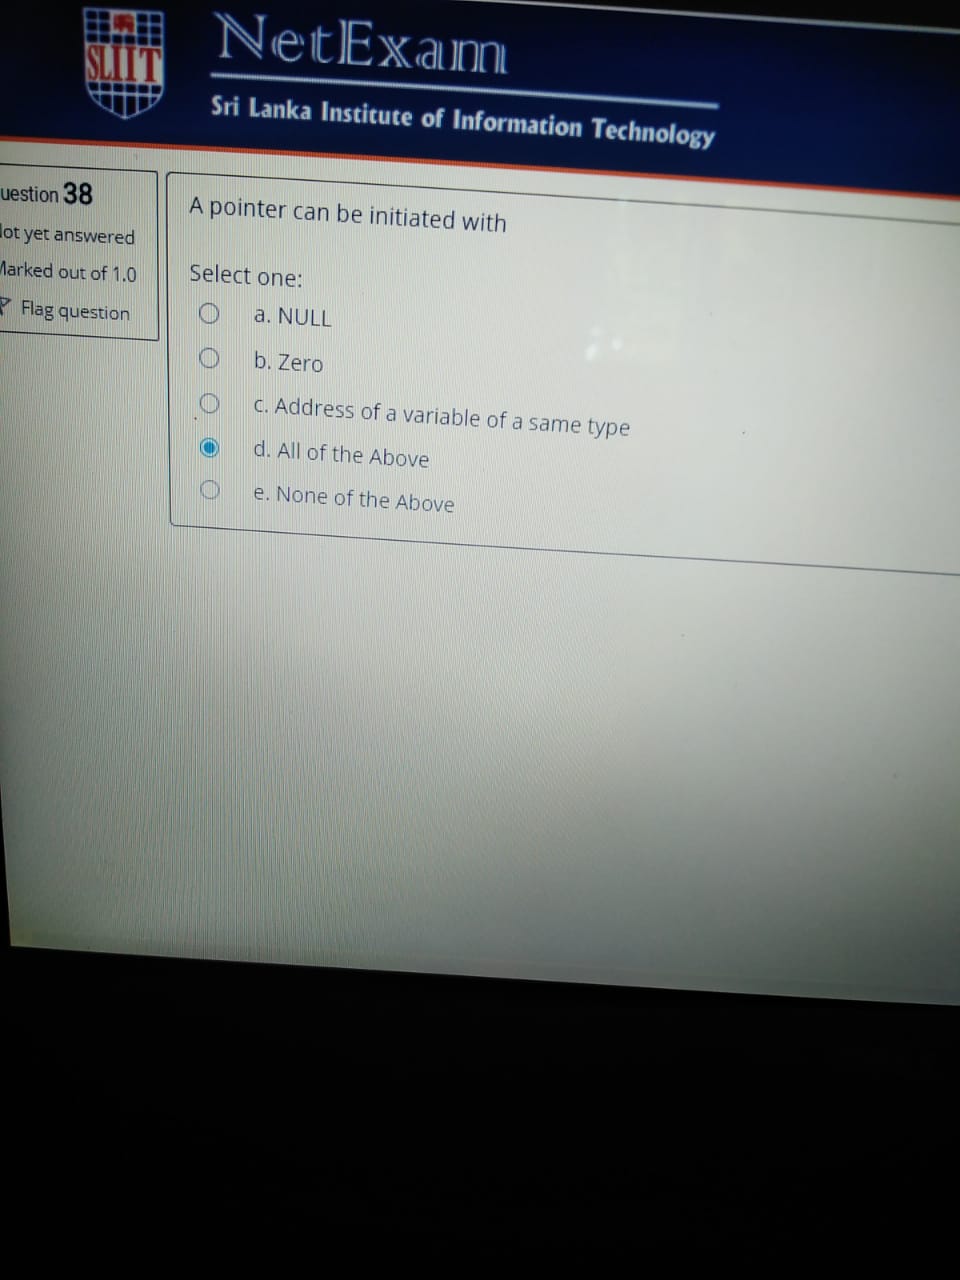 SLIIT
NetExam
Sri Lanka Institute of Information Technology
uestion 38
ot yet answered
Marked out of 1.0
Flag question
A pointer can be initiated with
Select one:
a. NULL
b. Zero
c. Address of a variable of a same type
d. All of the Above
e. None of the Above